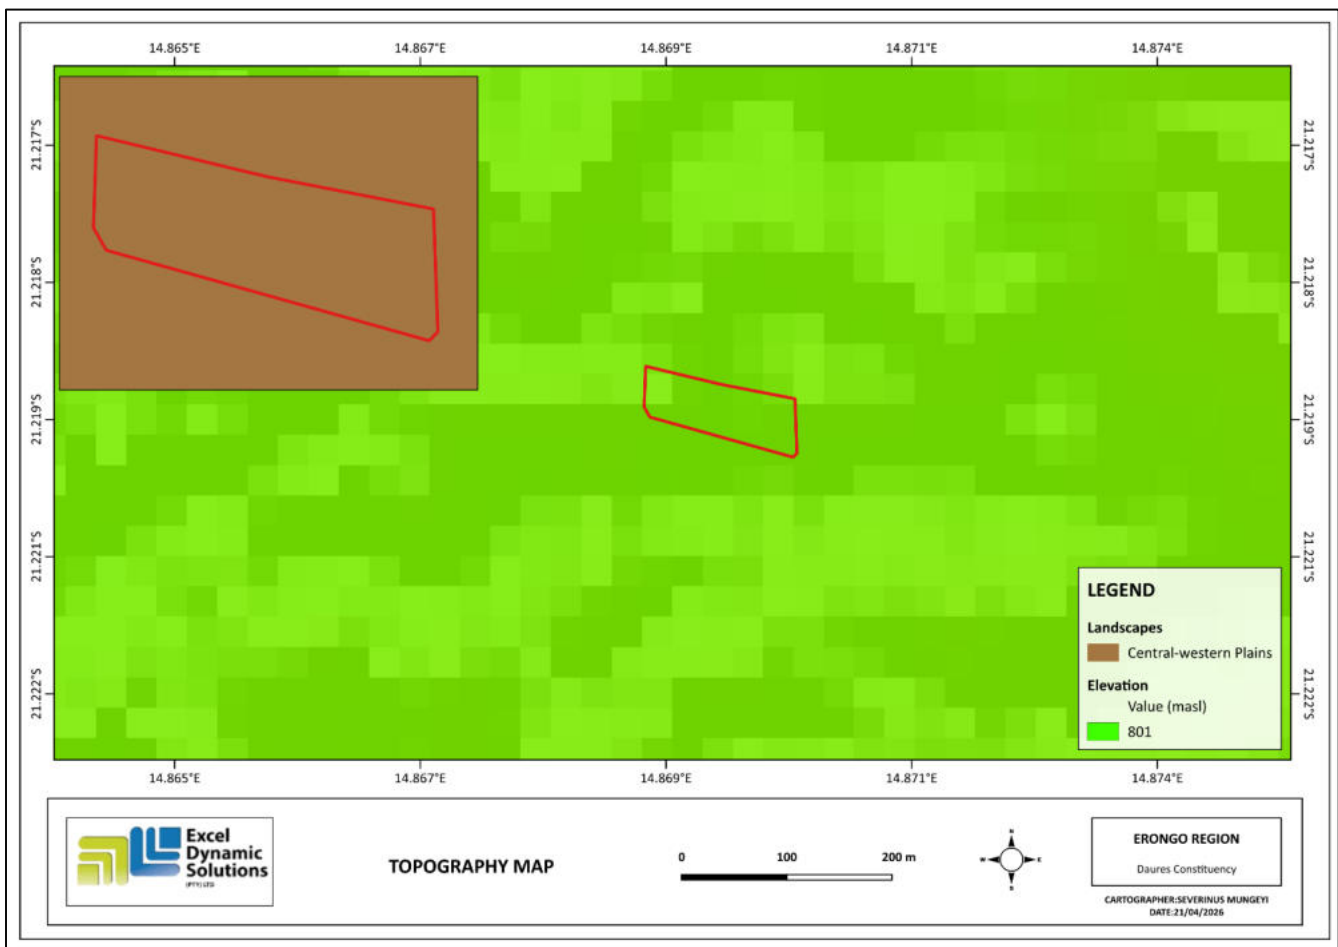 14.865°E 14.867°E 14.869°E 14.871°E 14.874°E
21.217°S 21.217°S
21.218°S 21.218°S
21.219°S 21.219°S
21.221°S 21.221°S
21.222°S 21.222°S
LEGEND
Landscapes
Central-western Plains
Elevation
Value (masl)
801
14.865°E 14.867°E 14.869°E 14.871°E 14.874°E
Excel
Dynamic
Solutions
(PTY) LTD
TOPOGRAPHY MAP
0 100 200 m
N
W E
S
ERONGO REGION
Daures Constituency
CARTOGRAPHER:SEVERINUS MUNGEYI
DATE:21/04/2026